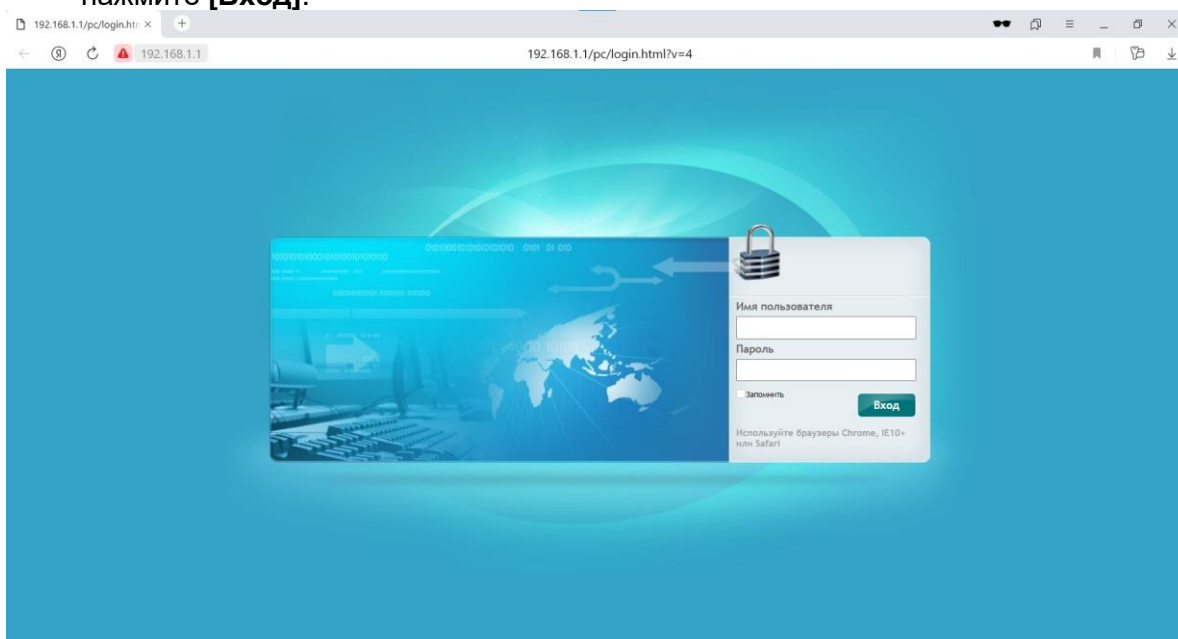 нажмите [Вход].
192.168.1.1/pc/login.htm
192.168.1.1
192.168.1.1/pc/login.html?v=4
Имя пользователя
Пароль
Запомнить
Вход
Используйте браузеры Chrome, IE10+
или Safari